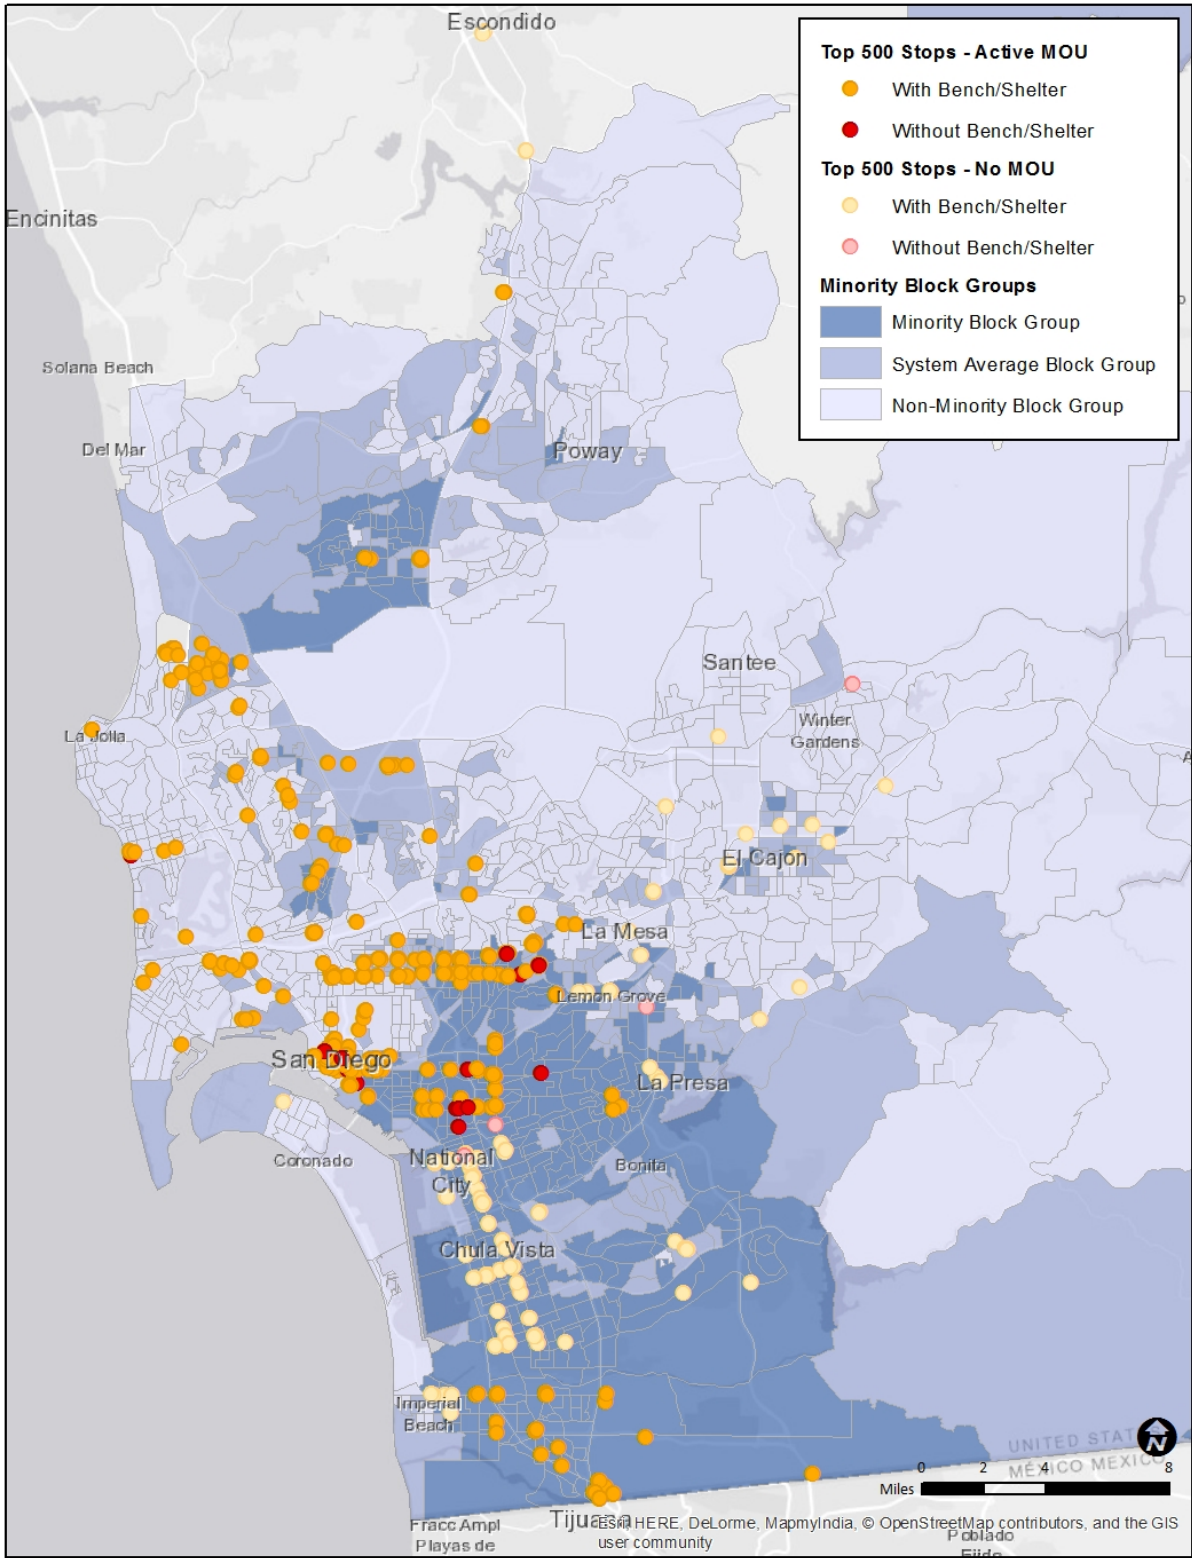 Escondido
Top 500 Stops - Active MOU
With Bench/Shelter
Without Bench/Shelter
Top 500 Stops - No MOU
With Bench/Shelter
Without Bench/Shelter
Minority Block Groups
Minority Block Group
System Average Block Group
Non-Minority Block Group
Encinitas
Solana Beach
Del Mar
Poway
Santee
Winter
Gardens
La Jolla
El Cajon
La Mesa
Lemon Grove
San Diego
La Presa
Coronado
National
City
Bonita
Chula Vista
Imperial
Beach
N
UNITED STAT
MÉXICO MEXICO
0 2 4 8
Miles
Fracc Ampl
Playas de
Tijuana
Esri, HERE, DeLorme, MapmyIndia, © OpenStreetMap contributors, and the GIS
user community
Poblado